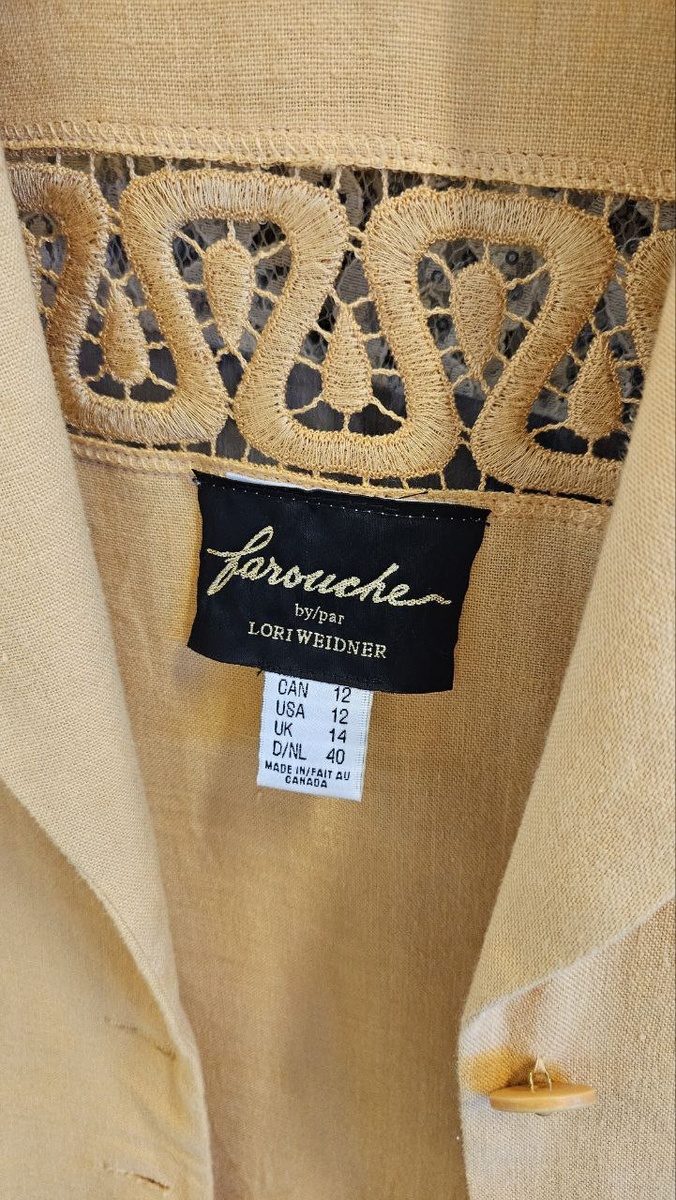 farouche
by/par
LORI WEIDNER
CAN 12
USA 12
UK 14
D/NL 40
MADE IN/FAIT AU
CANADA